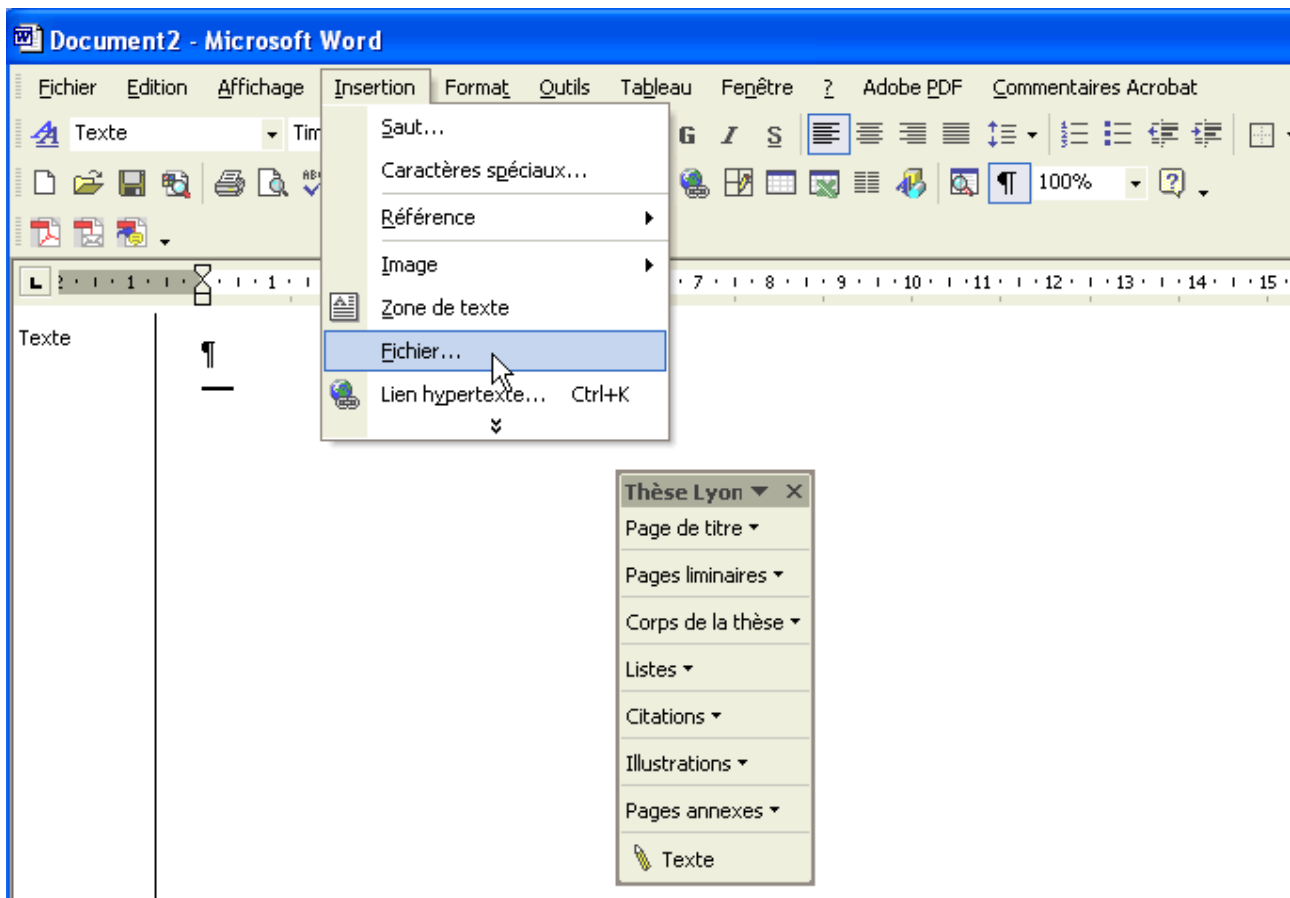 Document2 - Microsoft Word
Fichier Edition Affichage Insertion Format Outils Tableau Fenêtre ? Adobe PDF Commentaires Acrobat
Texte Tim G I S
100%
Saut...
Caractères spéciaux...
Référence
Image
Zone de texte
Fichier...
Lien hypertexte... Ctrl+K
2 1 1 7 8 9 10 11 12 13 14 15
Texte
¶
Thèse Lyon
Page de titre
Pages liminaires
Corps de la thèse
Listes
Citations
Illustrations
Pages annexes
Texte